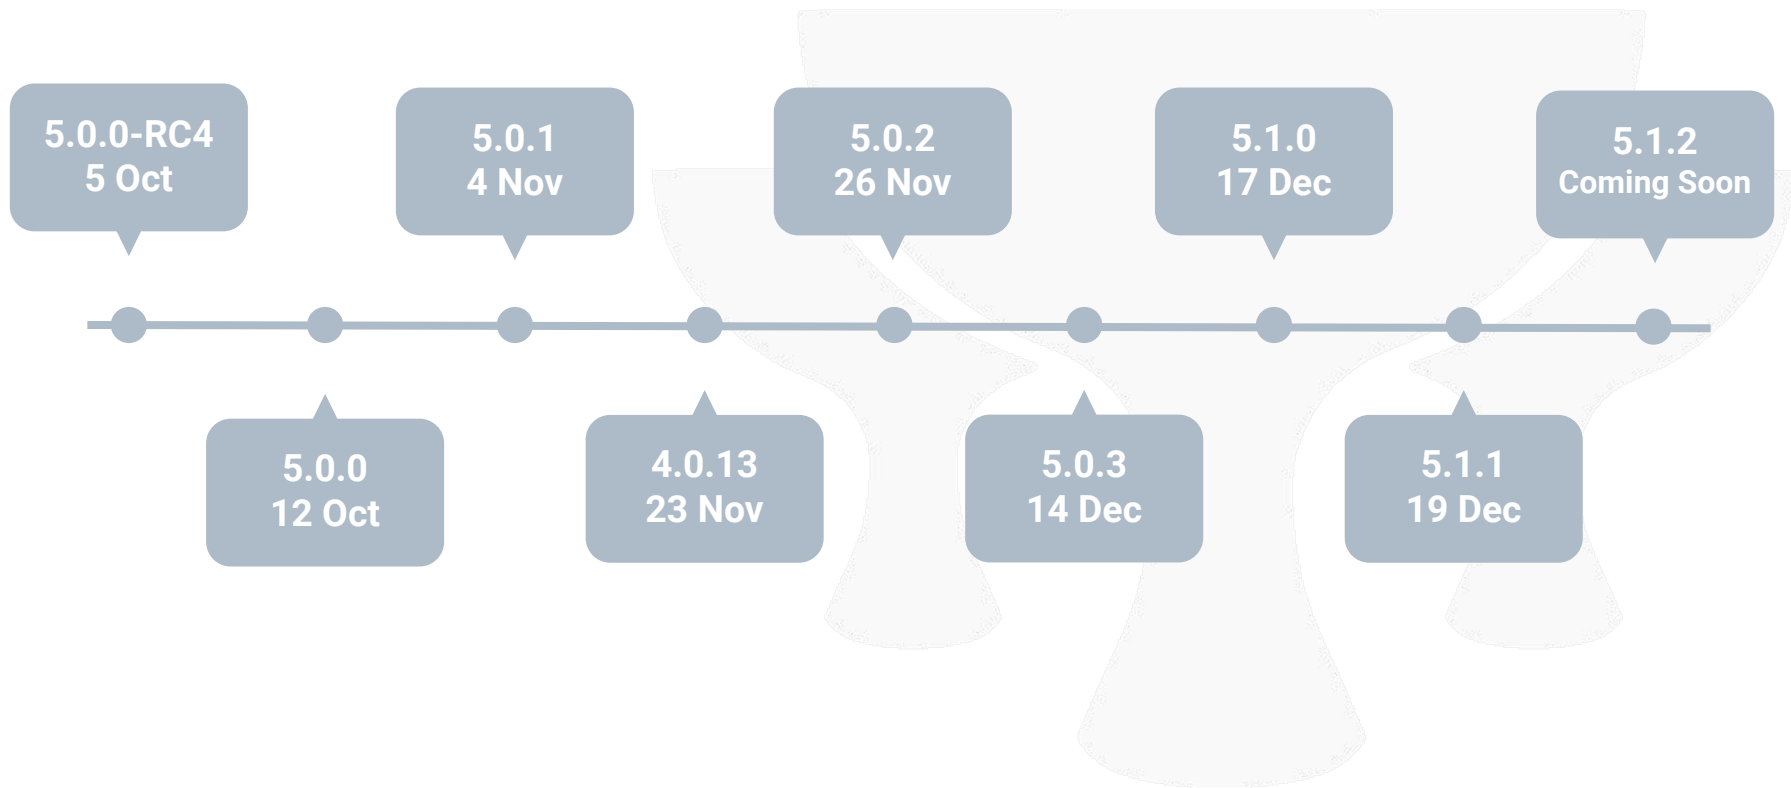 5.0.0-RC4
5 Oct
5.0.0
12 Oct
5.0.1
4 Nov
4.0.13
23 Nov
5.0.2
26 Nov
5.0.3
14 Dec
5.1.0
17 Dec
5.1.1
19 Dec
5.1.2
Coming Soon